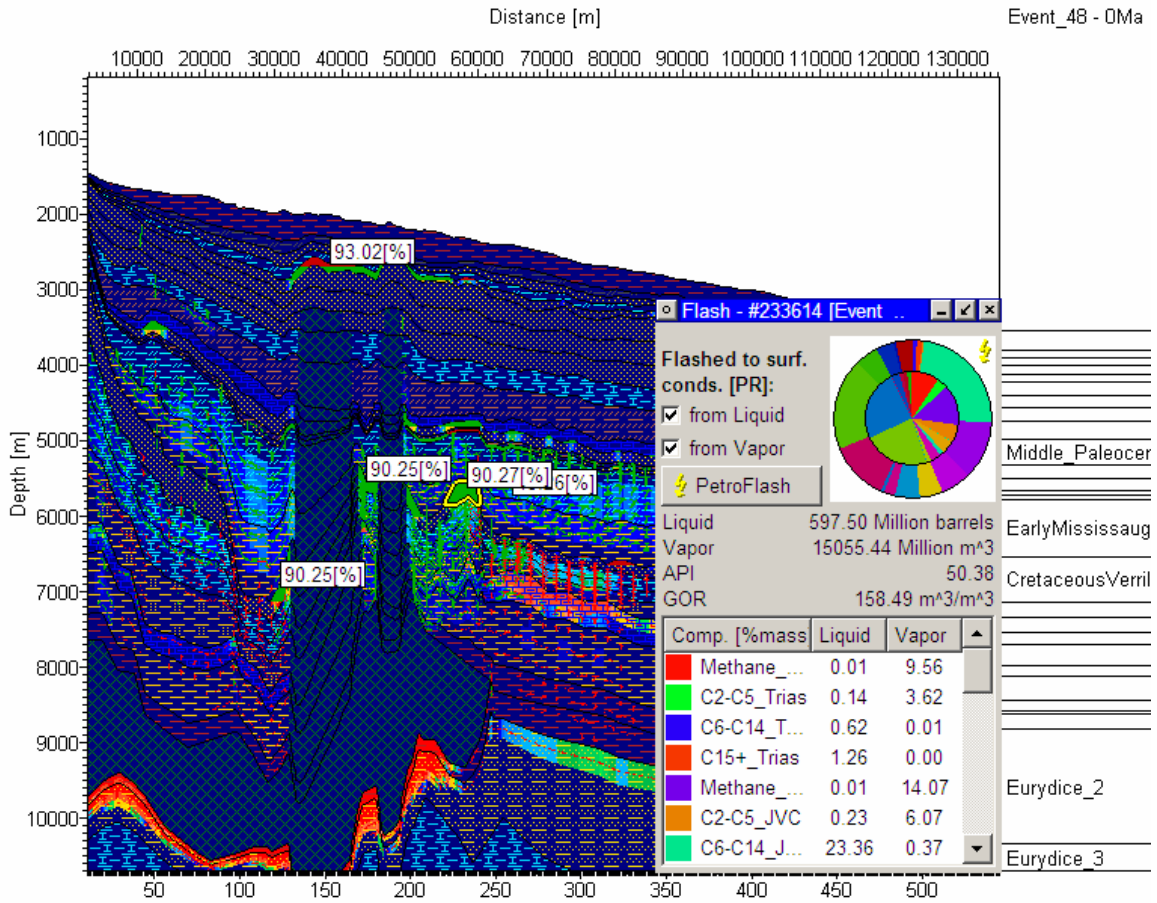 Distance [m]
Event_48 - 0Ma
10000 20000 30000 40000 50000 60000 70000 80000 90000 100000 110000 120000 130000
1000
2000
93.02[%]
3000
Flash - #233614 [Event ..
Flashed to surf.
conds. [PR]:
from Liquid
from Vapor
PetroFlash
4000
5000
Depth [m]
Middle_Paleocen
90.25[%]
90.27[%]
6[%]
6000
Liquid 597.50 Million barrels
EarlyMississaug
Vapor 15055.44 Million m^3
API 50.38
90.25[%]
CretaceousVerril
7000
GOR 158.49 m^3/m^3
Comp. [%mass Liquid Vapor
Methane_... 0.01 9.56
8000
C2-C5_Trias 0.14 3.62
C6-C14_T... 0.62 0.01
9000
C15+_Trias 1.26 0.00
Methane_... 0.01 14.07
Eurydice_2
C2-C5_JVC 0.23 6.07
10000
C6-C14_J... 23.36 0.37
Eurydice_3
50 100 150 200 250 300 350 400 450 500